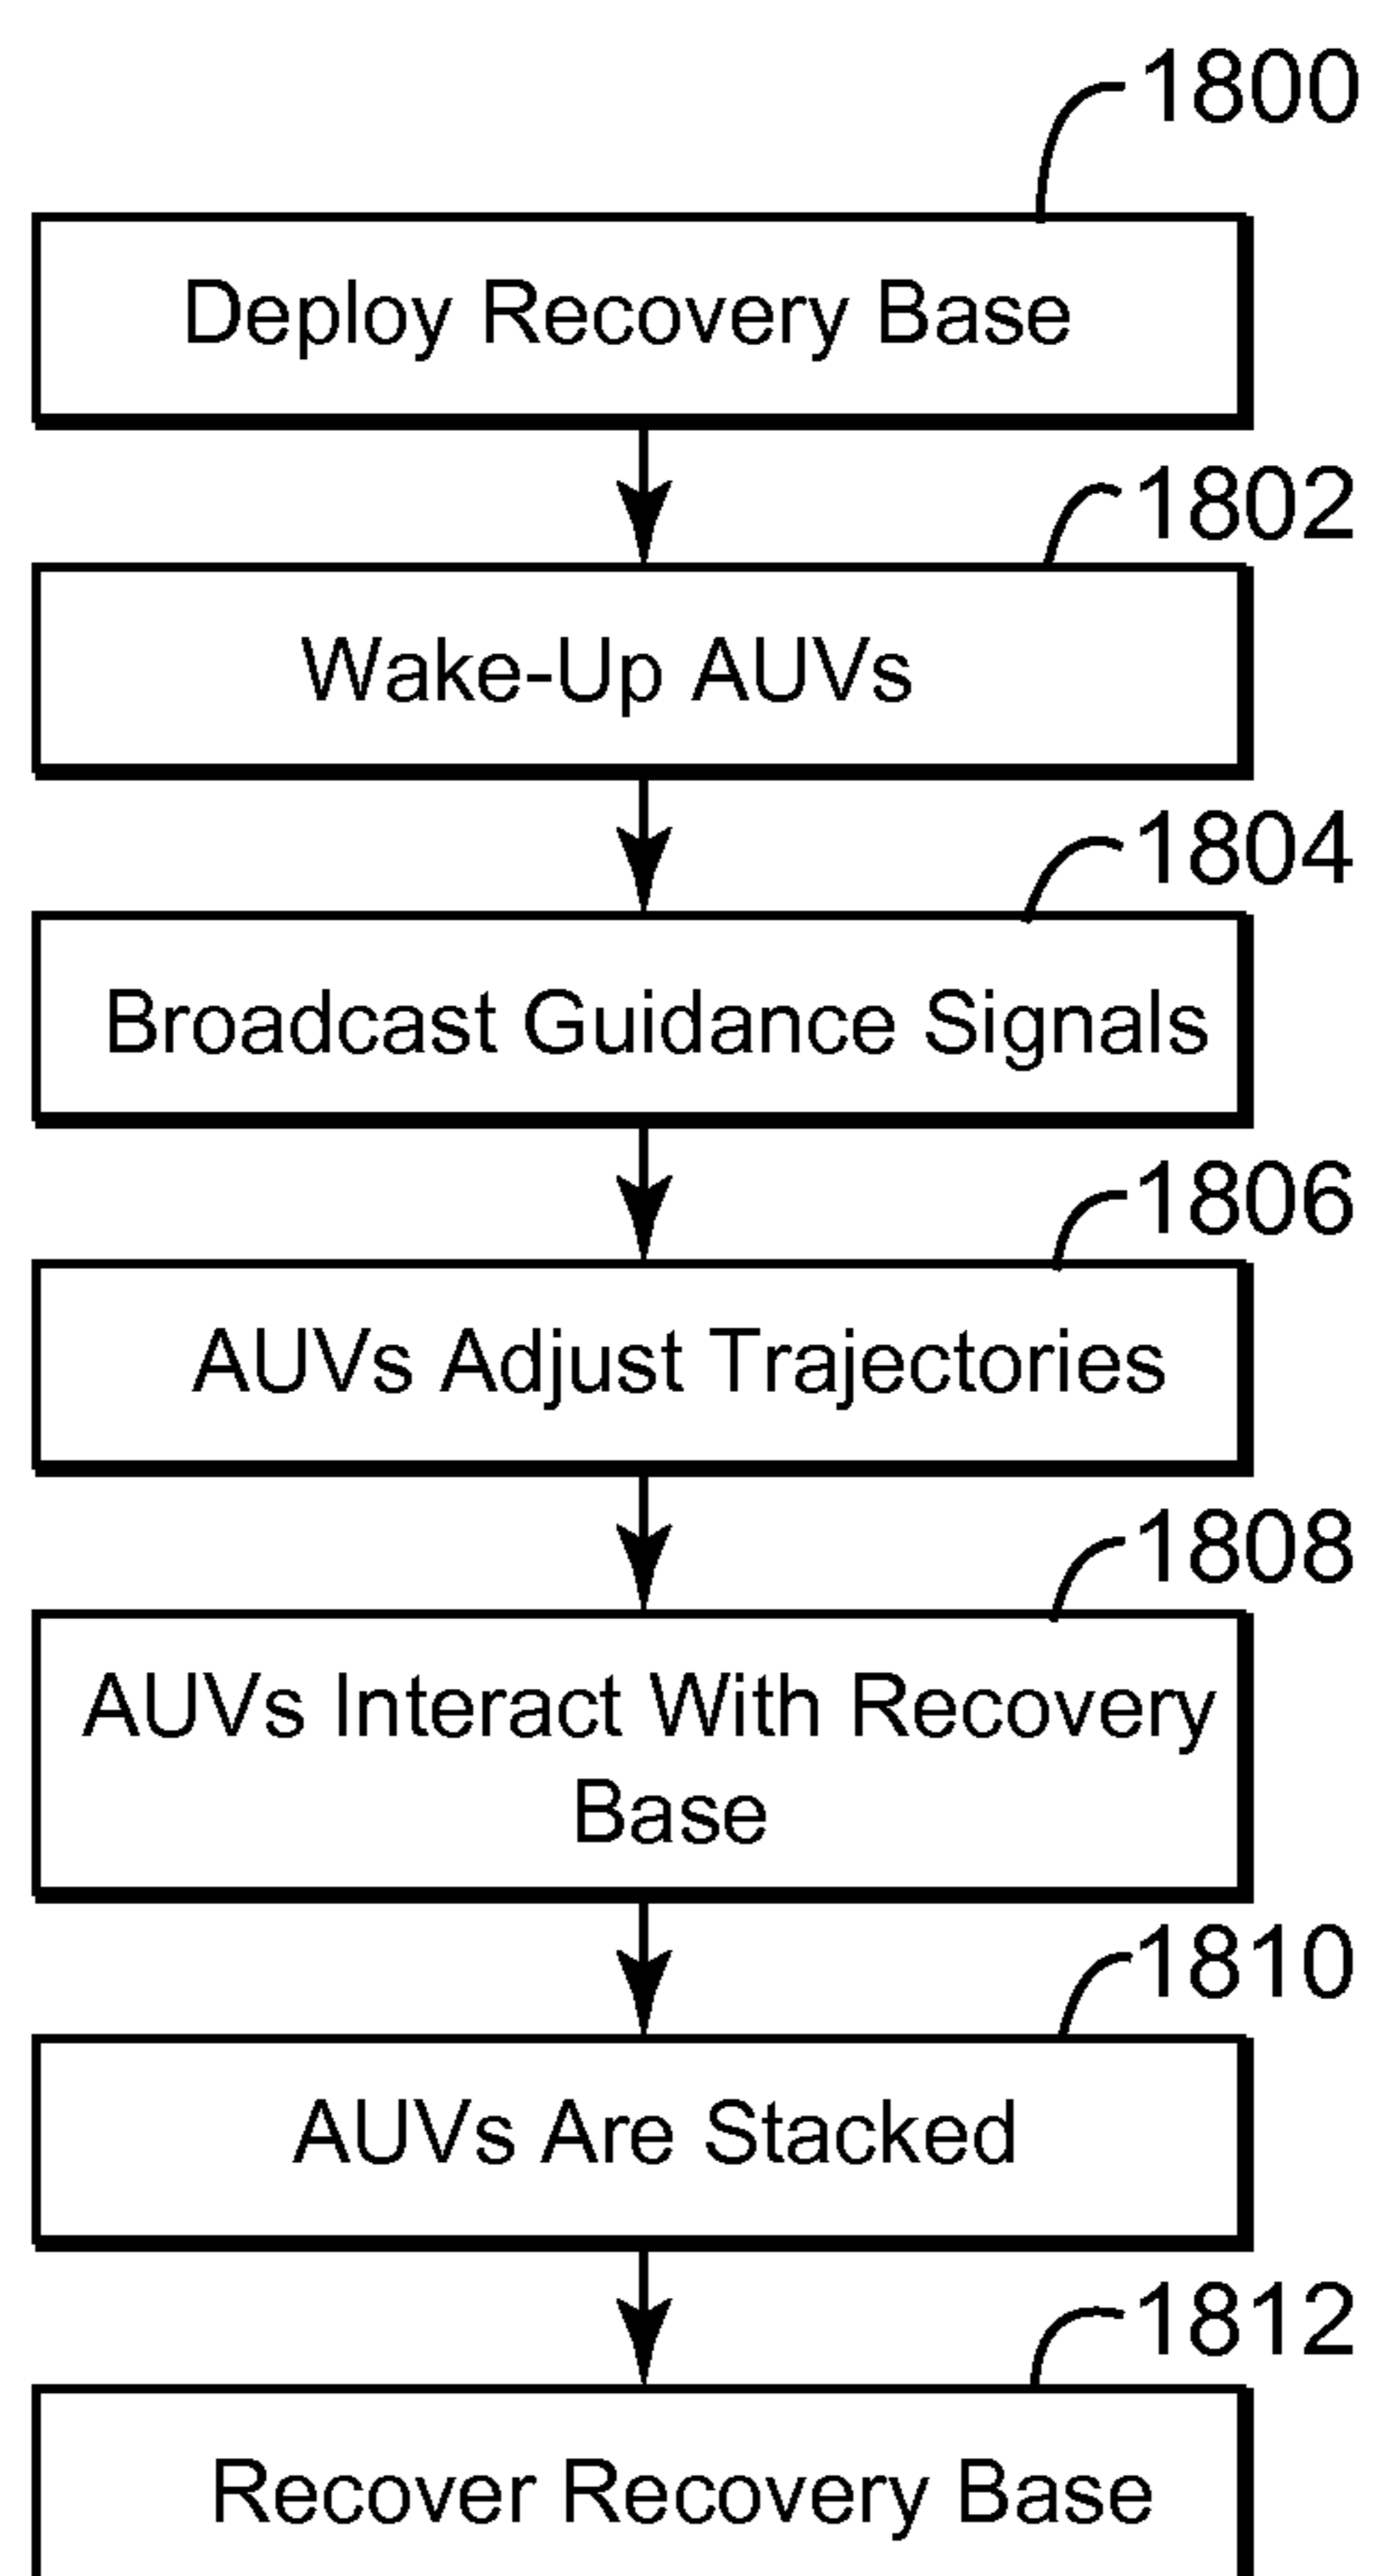 1800
Deploy Recovery Base
1802
Wake-Up AUVs
1804
Broadcast Guidance Signals
1806
AUVs Adjust Trajectories
1808
AUVs Interact With Recovery
Base
1810
AUVs Are Stacked
1812
Recover Recovery Base